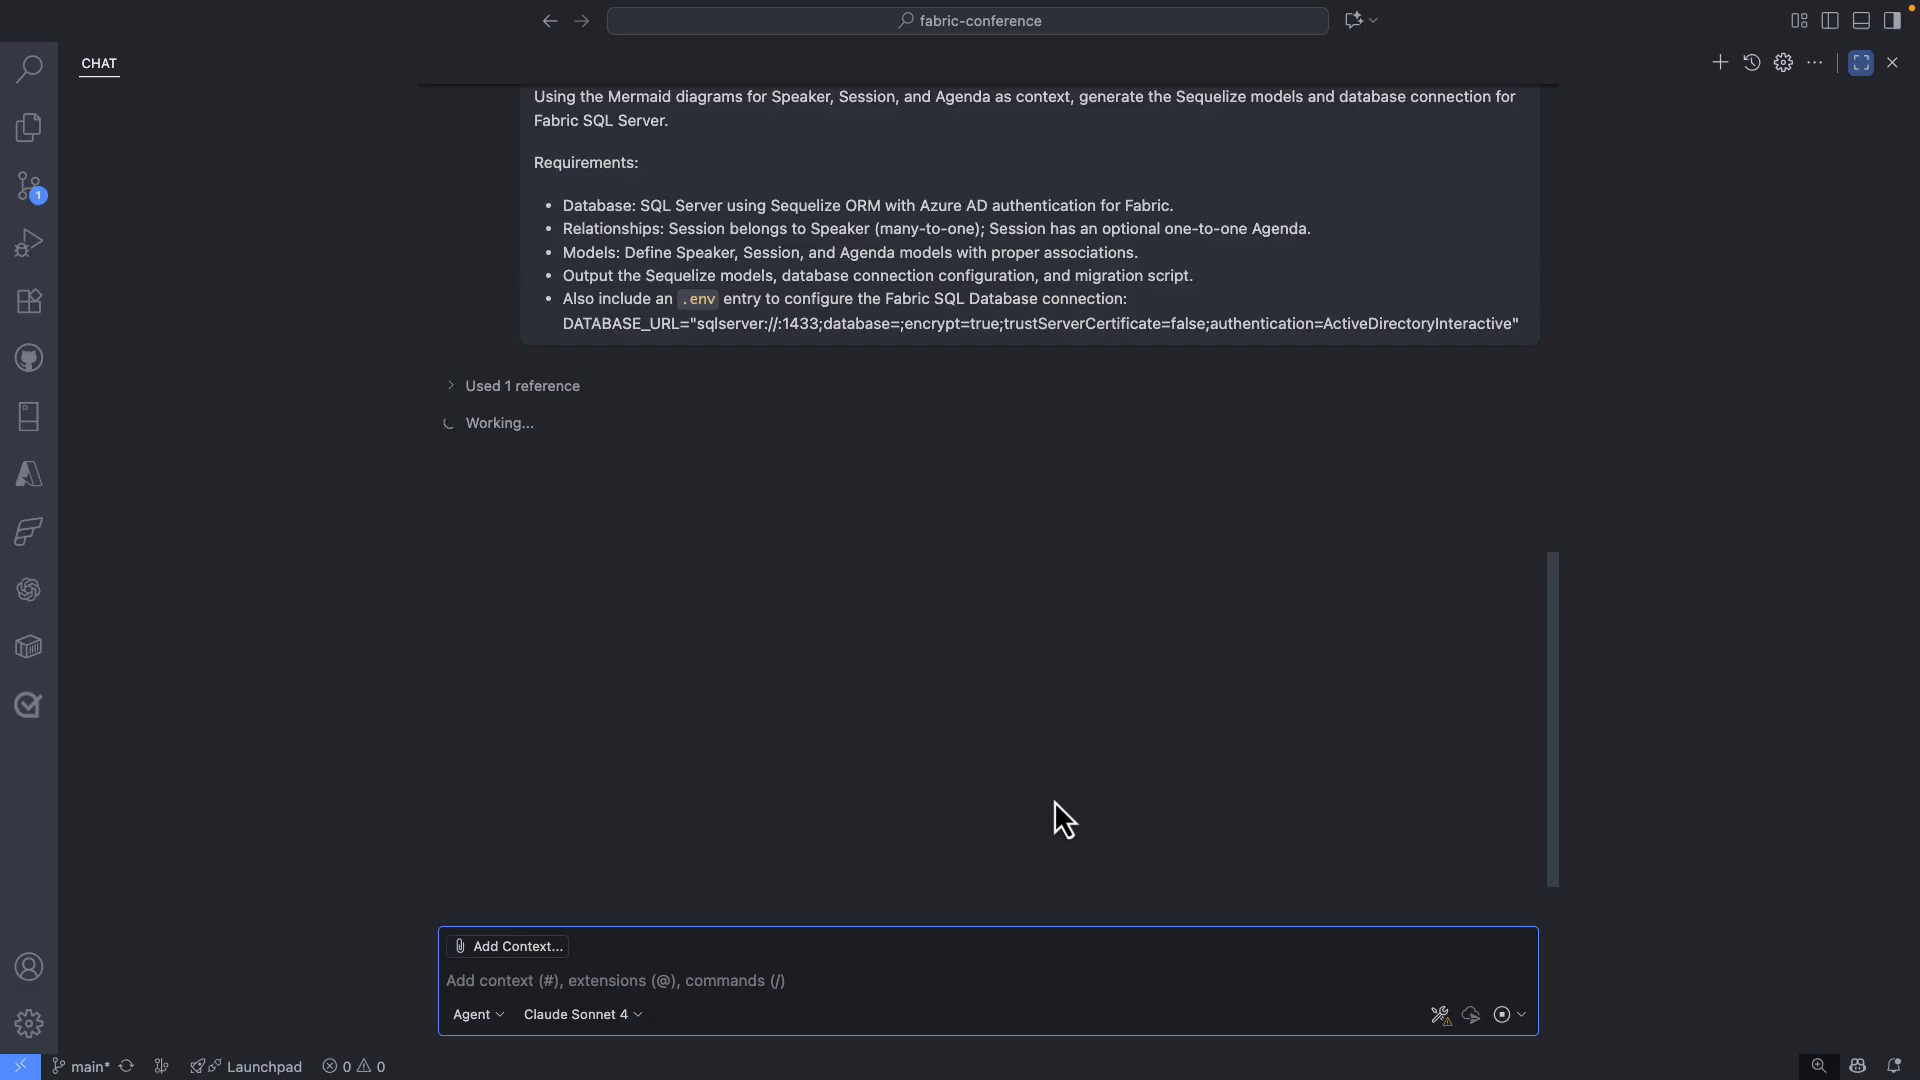 fabric-conference
CHAT
Using the Mermaid diagrams for Speaker, Session, and Agenda as context, generate the Sequelize models and database connection for
Fabric SQL Server.
Requirements:
• Database: SQL Server using Sequelize ORM with Azure AD authentication for Fabric.
• Relationships: Session belongs to Speaker (many-to-one); Session has an optional one-to-one Agenda.
• Models: Define Speaker, Session, and Agenda models with proper associations.
• Output the Sequelize models, database connection configuration, and migration script.
• Also include an .env entry to configure the Fabric SQL Database connection:
DATABASE_URL="sqlserver://:1433;database=;encrypt=true;trustServerCertificate=false;authentication=ActiveDirectoryInteractive"
Used 1 reference
Working...
1
Add Context...
Add context (#), extensions (@), commands (/)
Agent Claude Sonnet 4
main* Launchpad 0 0